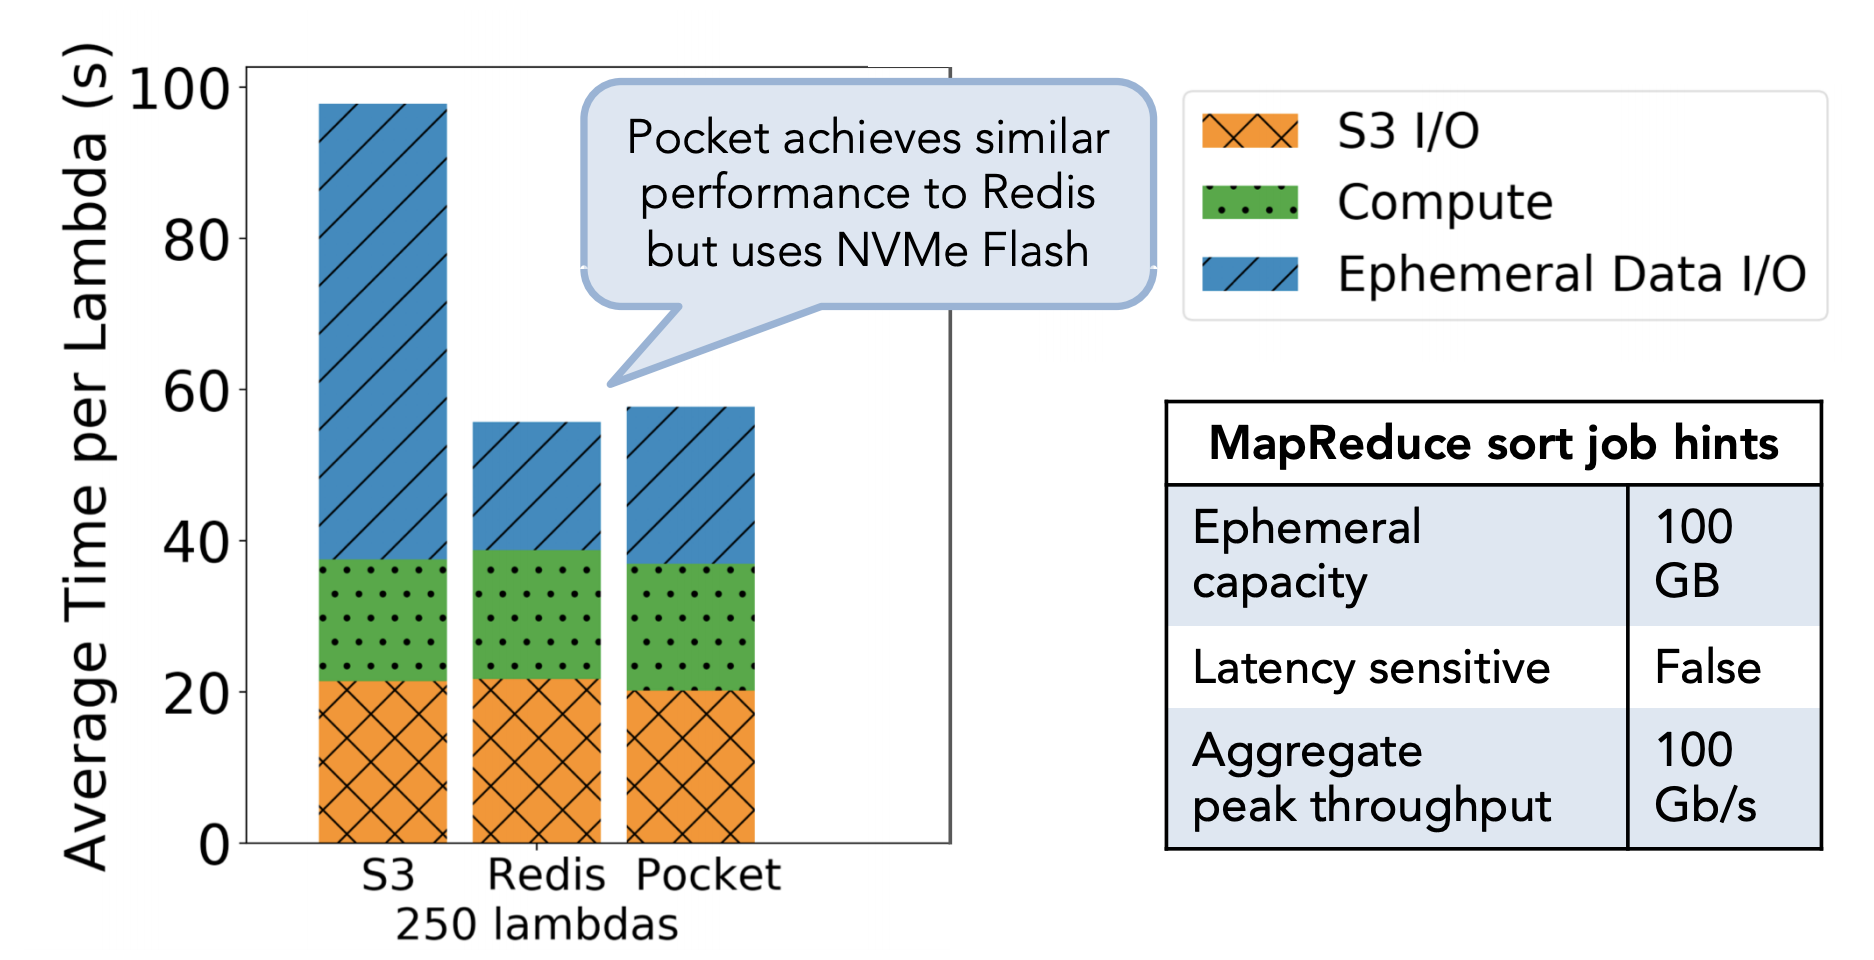 Average Time per Lambda (s)
100
80
60
40
20
0
S3
Redis
Pocket
250 lambdas
Pocket achieves similar
performance to Redis
but uses NVMe Flash
S3 I/O
Compute
Ephemeral Data I/O
MapReduce sort job hints
Ephemeral
capacity
100
GB
Latency sensitive
False
Aggregate
peak throughput
100
Gb/s